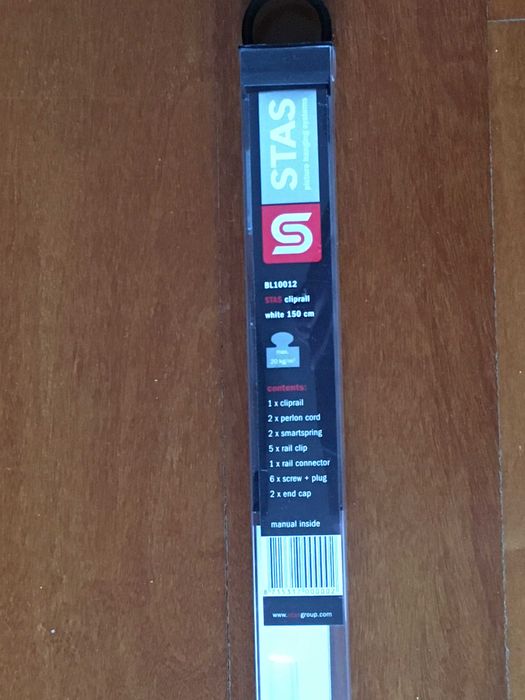 STAS
picture hanging systems
BL10012
STAS cliprail
white 150 cm
max.
20 kg/m¹
contents:
1 x cliprail
2 x perlon cord
2 x smartspring
5 x rail clip
1 x rail connector
6 x screw + plug
2 x end cap
manual inside
www.stasgroup.com